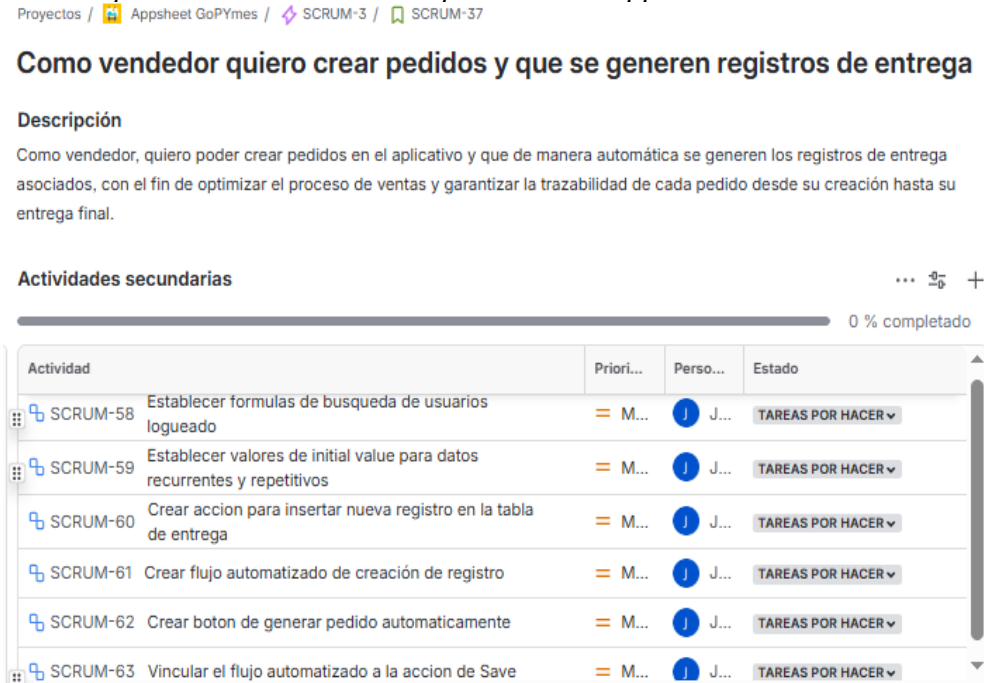 Proyectos / Appsheet GoPYmes / SCRUM-3 / SCRUM-37
Como vendedor quiero crear pedidos y que se generen registros de entrega
Descripción
Como vendedor, quiero poder crear pedidos en el aplicativo y que de manera automática se generen los registros de entrega
asociados, con el fin de optimizar el proceso de ventas y garantizar la trazabilidad de cada pedido desde su creación hasta su
entrega final.
Actividades secundarias
0 % completado
Actividad Priori... Perso... Estado
SCRUM-58 Establecer formulas de busqueda de usuarios
logueado
= M... J J... TAREAS POR HACER
SCRUM-59 Establecer valores de initial value para datos
recurrentes y repetitivos
= M... J J... TAREAS POR HACER
SCRUM-60 Crear accion para insertar nueva registro en la tabla
de entrega
= M... J J... TAREAS POR HACER
SCRUM-61 Crear flujo automatizado de creación de registro = M... J J... TAREAS POR HACER
SCRUM-62 Crear boton de generar pedido automaticamente = M... J J... TAREAS POR HACER
SCRUM-63 Vincular el flujo automatizado a la accion de Save = M... J J... TAREAS POR HACER